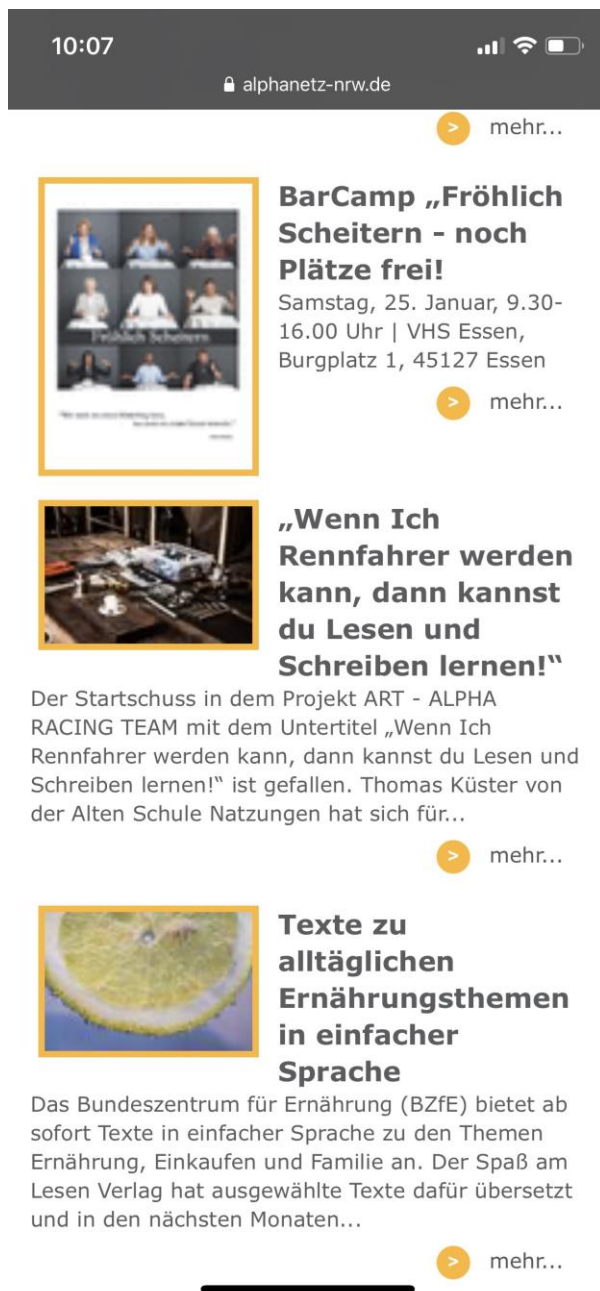 10:07
alphanetz-nrw.de
> mehr...
BarCamp „Fröhlich
Scheitern - noch
Plätze frei!
Samstag, 25. Januar, 9.30-
16.00 Uhr | VHS Essen,
Burgplatz 1, 45127 Essen
Fröhlich Scheitern
> mehr...
„Wenn Ich
Rennfahrer werden
kann, dann kannst
du Lesen und
Schreiben lernen!“
Der Startschuss in dem Projekt ART - ALPHA
RACING TEAM mit dem Untertitel „Wenn Ich
Rennfahrer werden kann, dann kannst du Lesen und
Schreiben lernen!“ ist gefallen. Thomas Küster von
der Alten Schule Natzungen hat sich für...
> mehr...
Texte zu
alltäglichen
Ernährungsthemen
in einfacher
Sprache
Das Bundeszentrum für Ernährung (BZfE) bietet ab
sofort Texte in einfacher Sprache zu den Themen
Ernährung, Einkaufen und Familie an. Der Spaß am
Lesen Verlag hat ausgewählte Texte dafür übersetzt
und in den nächsten Monaten...
> mehr...